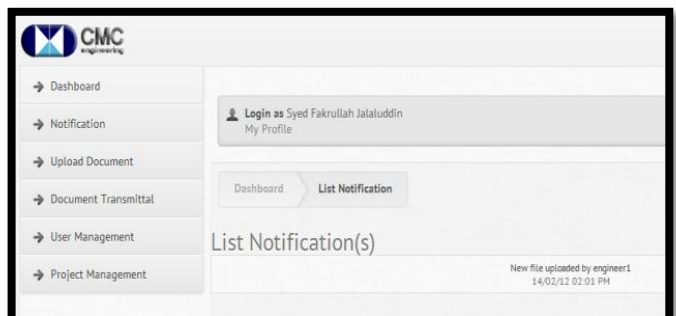 CMC
engineering
Dashboard
Notification
Upload Document
Document Transmittal
User Management
Project Management
Login as Syed Fakrullah Jalaluddin
My Profile
Dashboard List Notification
List Notification(s)
New file uploaded by engineer1
14/02/12 02:01 PM